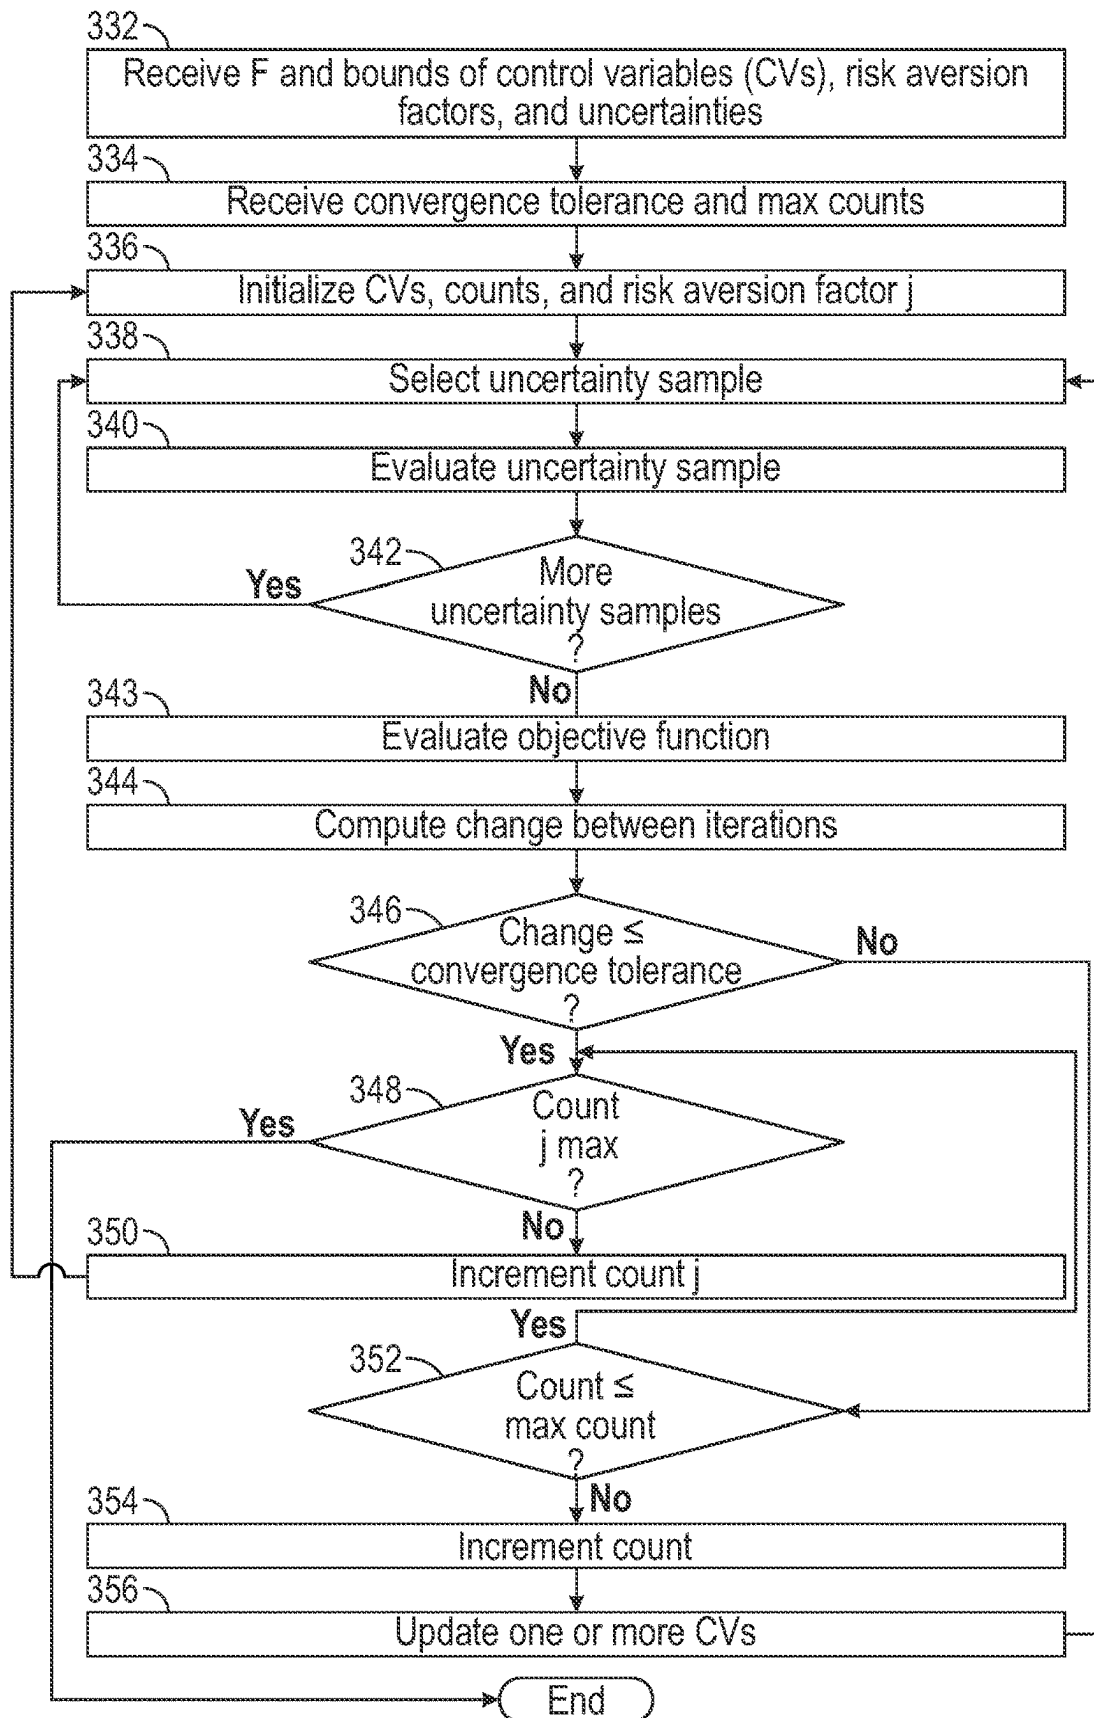 332
Receive F and bounds of control variables (CVs), risk aversion
factors, and uncertainties
334
Receive convergence tolerance and max counts
336
Initialize CVs, counts, and risk aversion factor j
338
Select uncertainty sample
340
Evaluate uncertainty sample
342
More
Yes
uncertainty samples
?
No
343
Evaluate objective function
344
Compute change between iterations
346
Change ≤
No
convergence tolerance
?
Yes
348
Count
Yes
j max
?
No
350
Increment count j
Yes
352
Count ≤
max count
?
No
354
Increment count
356
Update one or more CVs
End